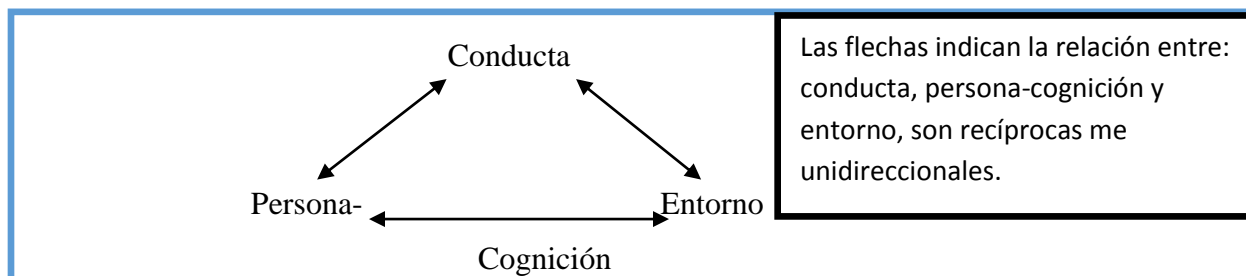 Conducta
Persona-
Entorno
Cognición
Las flechas indican la relación entre:
conducta, persona-cognición y
entorno, son recíprocas me
unidireccionales.